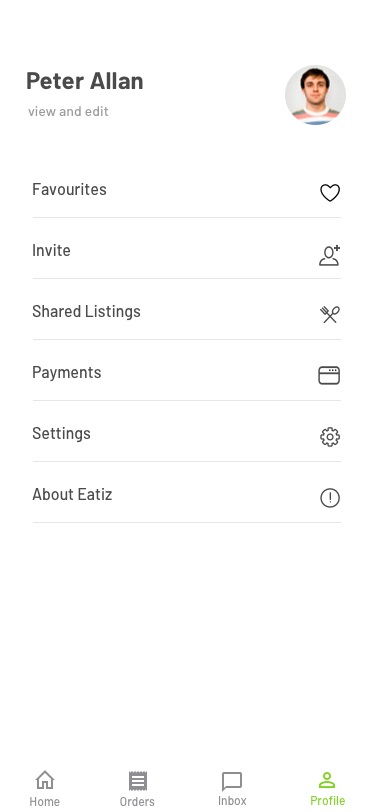 Peter Allan
view and edit
Favourites
Invite
Shared Listings
Payments
Settings
About Eatiz
Home
Orders
Inbox
Profile